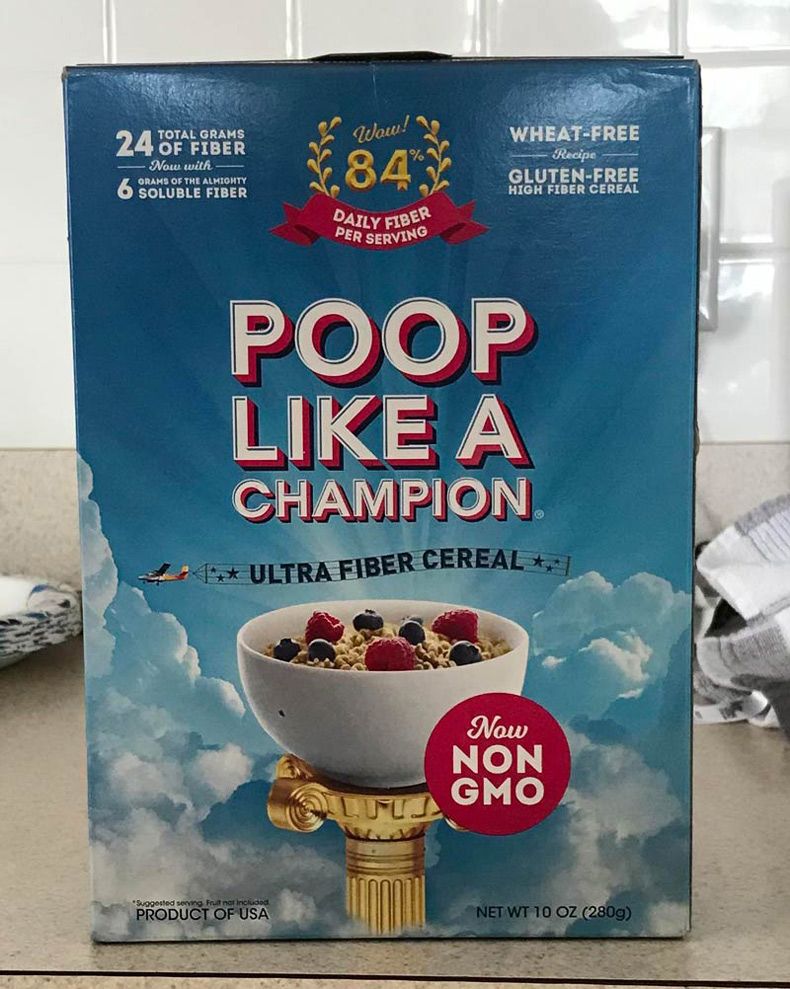 24 TOTAL GRAMS
OF FIBER
Now with
6 GRAMS OF THE ALMIGHTY
SOLUBLE FIBER
Wow!
84%
DAILY FIBER
PER SERVING
WHEAT-FREE
Recipe
GLUTEN-FREE
HIGH FIBER CEREAL
POOP
LIKE A
CHAMPION®
ULTRA FIBER CEREAL
Now
NON
GMO
*Suggested serving. Fruit not included.
PRODUCT OF USA
NET WT 10 OZ (280g)